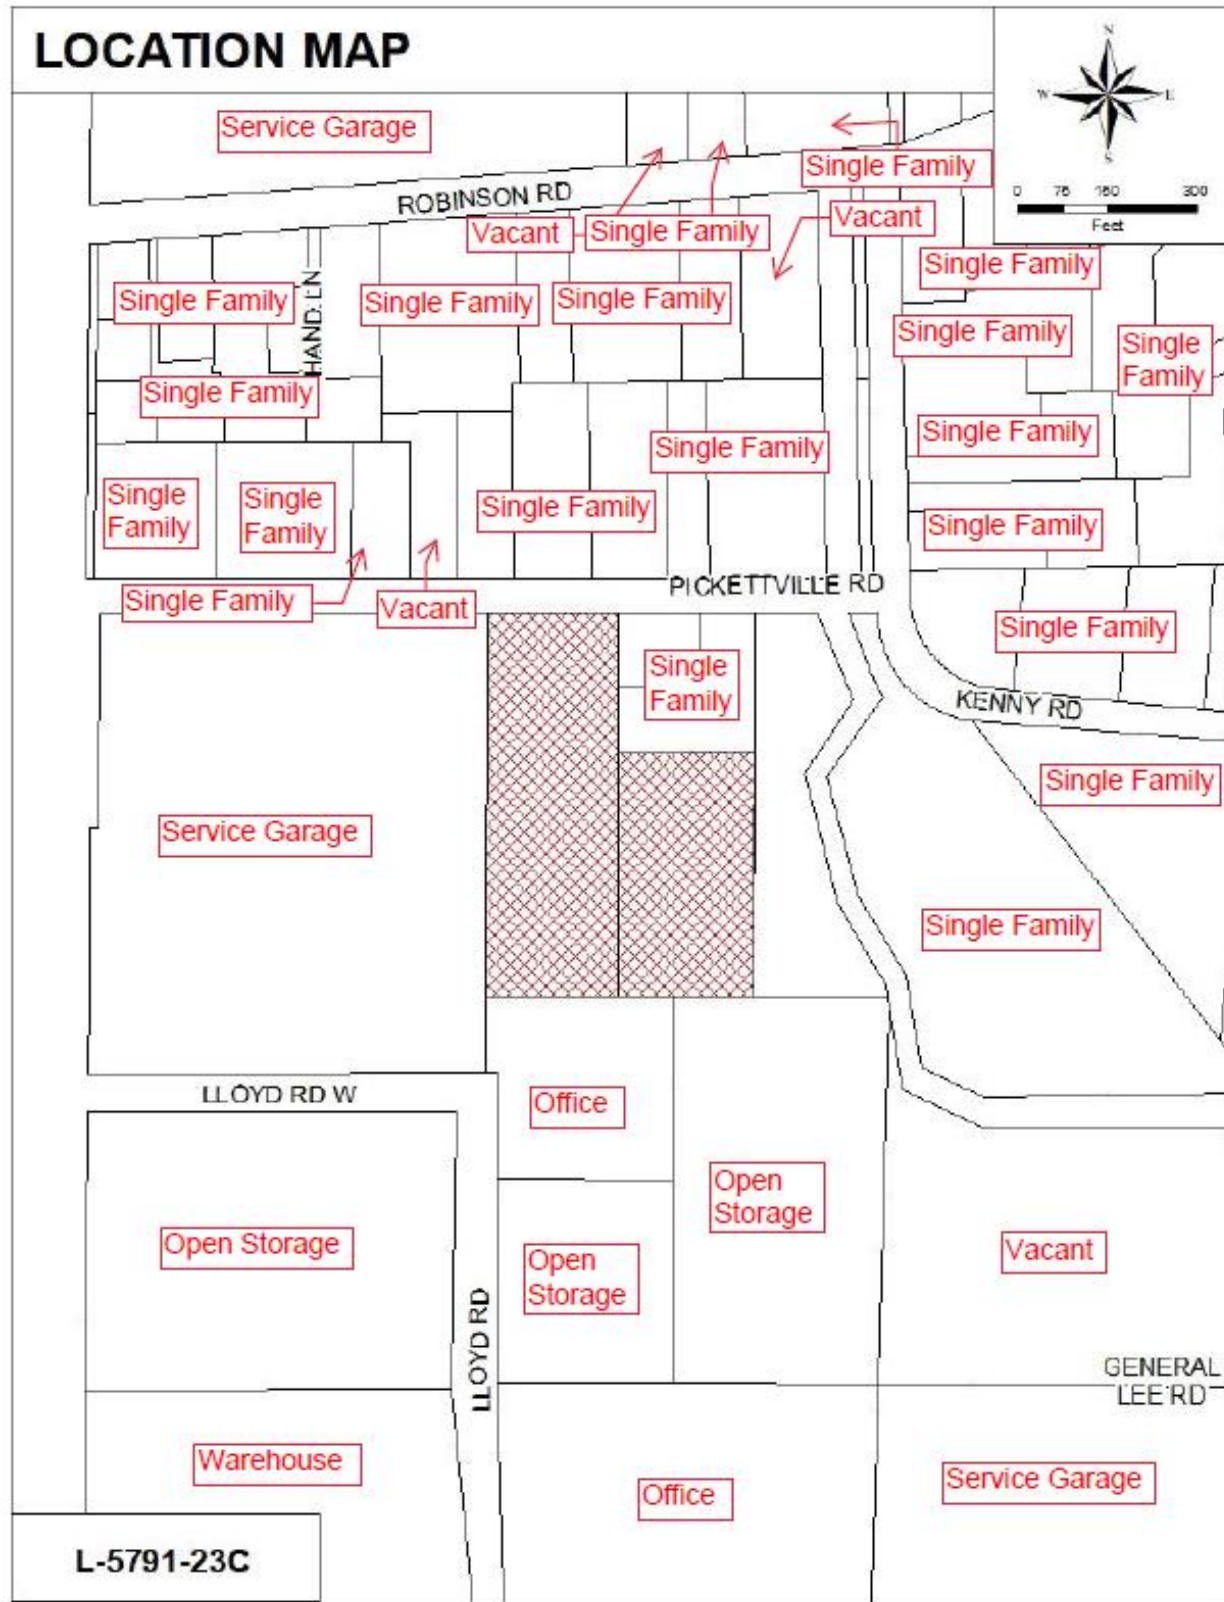 LOCATION MAP
N
W
E
S
0 75 150 300
Feet
Service Garage
Single Family
ROBINSON RD
Vacant
Single Family
Vacant
Single Family
Single Family
HAND LN
Single Family
Single Family
Single Family
Single
Family
Single Family
Single Family
Single Family
Single
Family
Single
Family
Single Family
Single Family
PICKETTVILLE RD
Single Family
Vacant
Single Family
Single
Family
KENNY RD
Single Family
Service Garage
Single Family
LLOYD RD W
Office
Open
Storage
Open Storage
Vacant
Open
Storage
LLOYD RD
GENERAL
LEE RD
Warehouse
Office
Service Garage
L-5791-23C